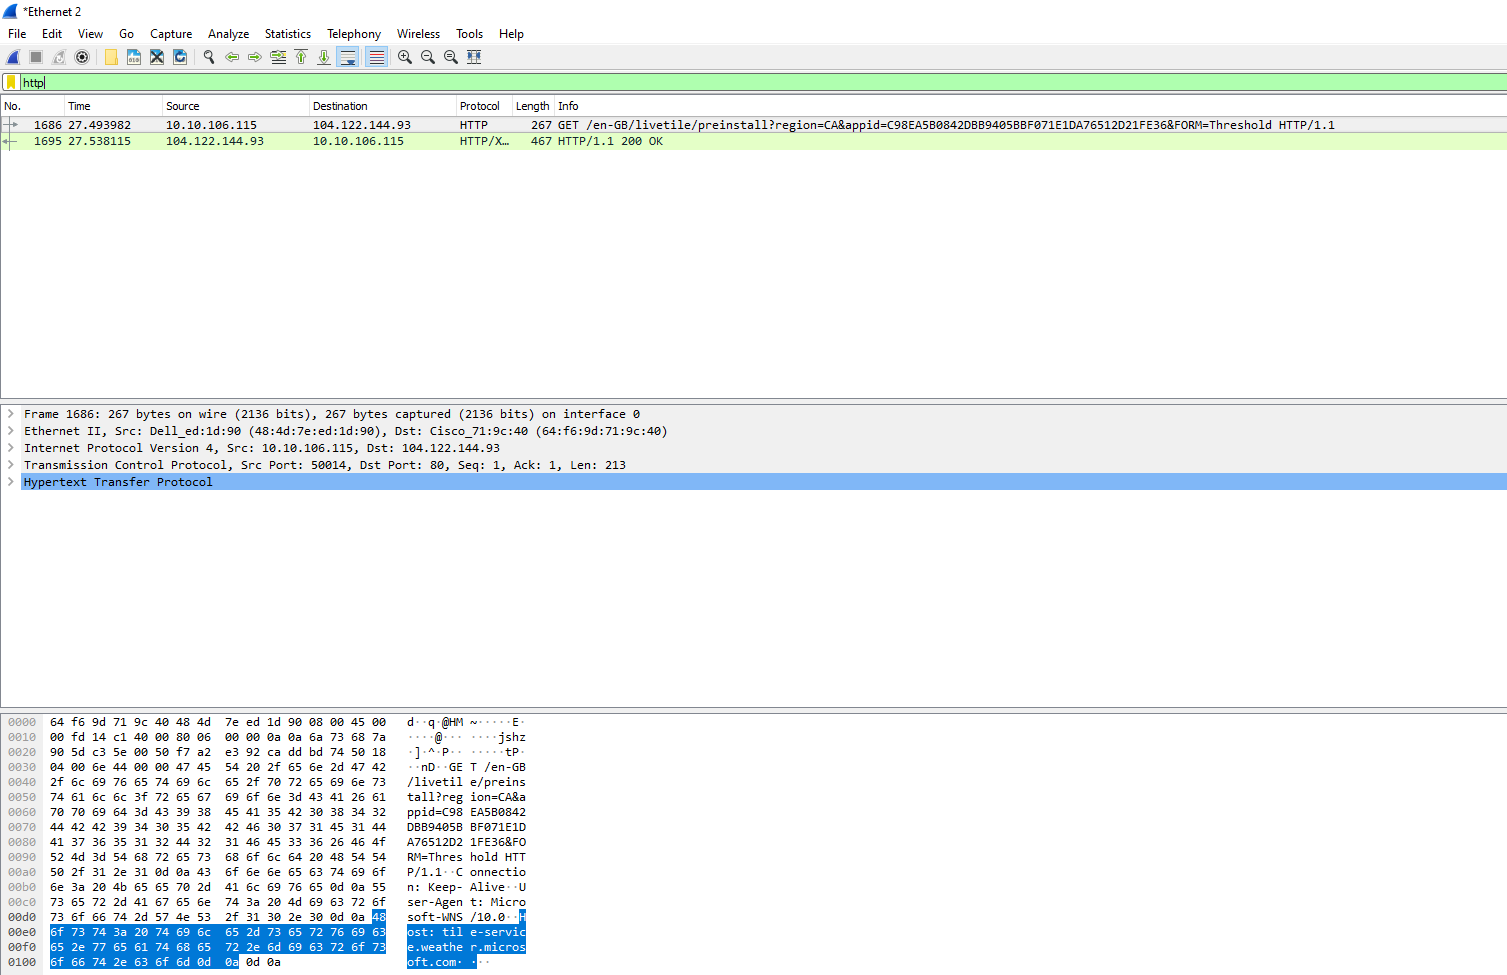 *Ethernet 2
File Edit View Go Capture Analyze Statistics Telephony Wireless Tools Help
http
No. Time Source Destination Protocol Length Info
1686 27.493982 10.10.106.115 104.122.144.93 HTTP 267 GET /en-GB/livetile/preinstall?region=CA&appid=C98EA5B0842DBB9405BBF071E1DA76512D21FE36&FORM=Threshold HTTP/1.1
1695 27.538115 104.122.144.93 10.10.106.115 HTTP/X… 467 HTTP/1.1 200 OK
Frame 1686: 267 bytes on wire (2136 bits), 267 bytes captured (2136 bits) on interface 0
Ethernet II, Src: Dell_ed:1d:90 (48:4d:7e:ed:1d:90), Dst: Cisco_71:9c:40 (64:f6:9d:71:9c:40)
Internet Protocol Version 4, Src: 10.10.106.115, Dst: 104.122.144.93
Transmission Control Protocol, Src Port: 50014, Dst Port: 80, Seq: 1, Ack: 1, Len: 213
Hypertext Transfer Protocol
0000 64 f6 9d 71 9c 40 48 4d 7e ed 1d 90 08 00 45 00 d··q·@HM ~·····E·
0010 00 fd 14 c1 40 00 80 06 00 00 0a 0a 6a 73 68 7a ····@··· ····jshz
0020 90 5d c3 5e 00 50 f7 a2 e3 92 ca dd bd 74 50 18 ·]·^·P·· ·····tP·
0030 04 00 6e 44 00 00 47 45 54 20 2f 65 6e 2d 47 42 ··nD··GE T /en-GB
0040 2f 6c 69 76 65 74 69 6c 65 2f 70 72 65 69 6e 73 /livetil e/preins
0050 74 61 6c 6c 3f 72 65 67 69 6f 6e 3d 43 41 26 61 tall?reg ion=CA&a
0060 70 70 69 64 3d 43 39 38 45 41 35 42 30 38 34 32 ppid=C98 EA5B0842
0070 44 42 42 39 34 30 35 42 42 46 30 37 31 45 31 44 DBB9405B BF071E1D
0080 41 37 36 35 31 32 44 32 31 46 45 33 36 26 46 4f A76512D2 1FE36&FO
0090 52 4d 3d 54 68 72 65 73 68 6f 6c 64 20 48 54 54 RM=Thres hold HTT
00a0 50 2f 31 2e 31 0d 0a 43 6f 6e 6e 65 63 74 69 6f P/1.1··C onnectio
00b0 6e 3a 20 4b 65 65 70 2d 41 6c 69 76 65 0d 0a 55 n: Keep- Alive··U
00c0 73 65 72 2d 41 67 65 6e 74 3a 20 4d 69 63 72 6f ser-Agen t: Micro
00d0 73 6f 66 74 2d 57 4e 53 2f 31 30 2e 30 0d 0a 48 soft-WNS /10.0··H
00e0 6f 73 74 3a 20 74 69 6c 65 2d 73 65 72 76 69 63 ost: til e-servic
00f0 65 2e 77 65 61 74 68 65 72 2e 6d 69 63 72 6f 73 e.weathe r.micros
0100 6f 66 74 2e 63 6f 6d 0d 0a 0d 0a oft.com· ···